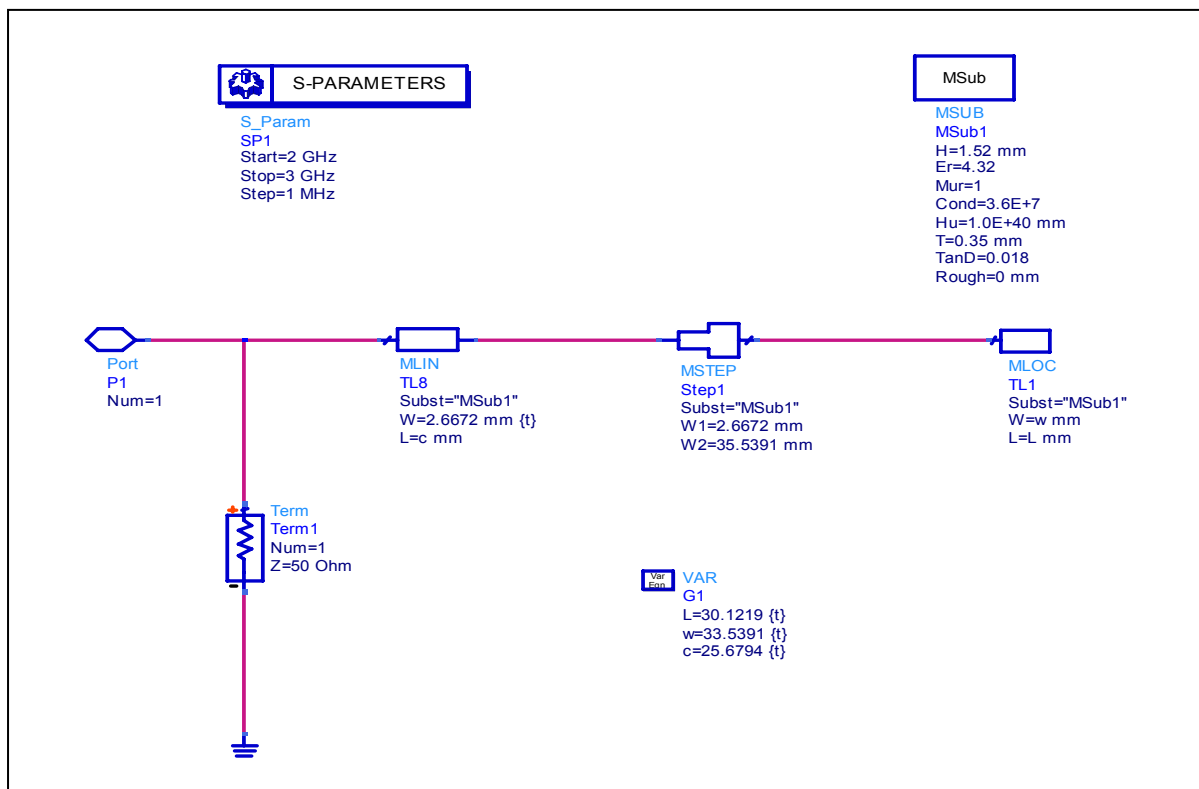 S-PARAMETERS
S_Param
SP1
Start=2 GHz
Stop=3 GHz
Step=1 MHz
MSub
MSUB
MSub1
H=1.52 mm
Er=4.32
Mur=1
Cond=3.6E+7
Hu=1.0E+40 mm
T=0.35 mm
TanD=0.018
Rough=0 mm
Port
P1
Num=1
MLIN
TL8
Subst="MSub1"
W=2.6672 mm {t}
L=c mm
MSTEP
Step1
Subst="MSub1"
W1=2.6672 mm
W2=35.5391 mm
MLOC
TL1
Subst="MSub1"
W=w mm
L=L mm
Term
Term1
Num=1
Z=50 Ohm
Var
Eqn
VAR
G1
L=30.1219 {t}
w=33.5391 {t}
c=25.6794 {t}